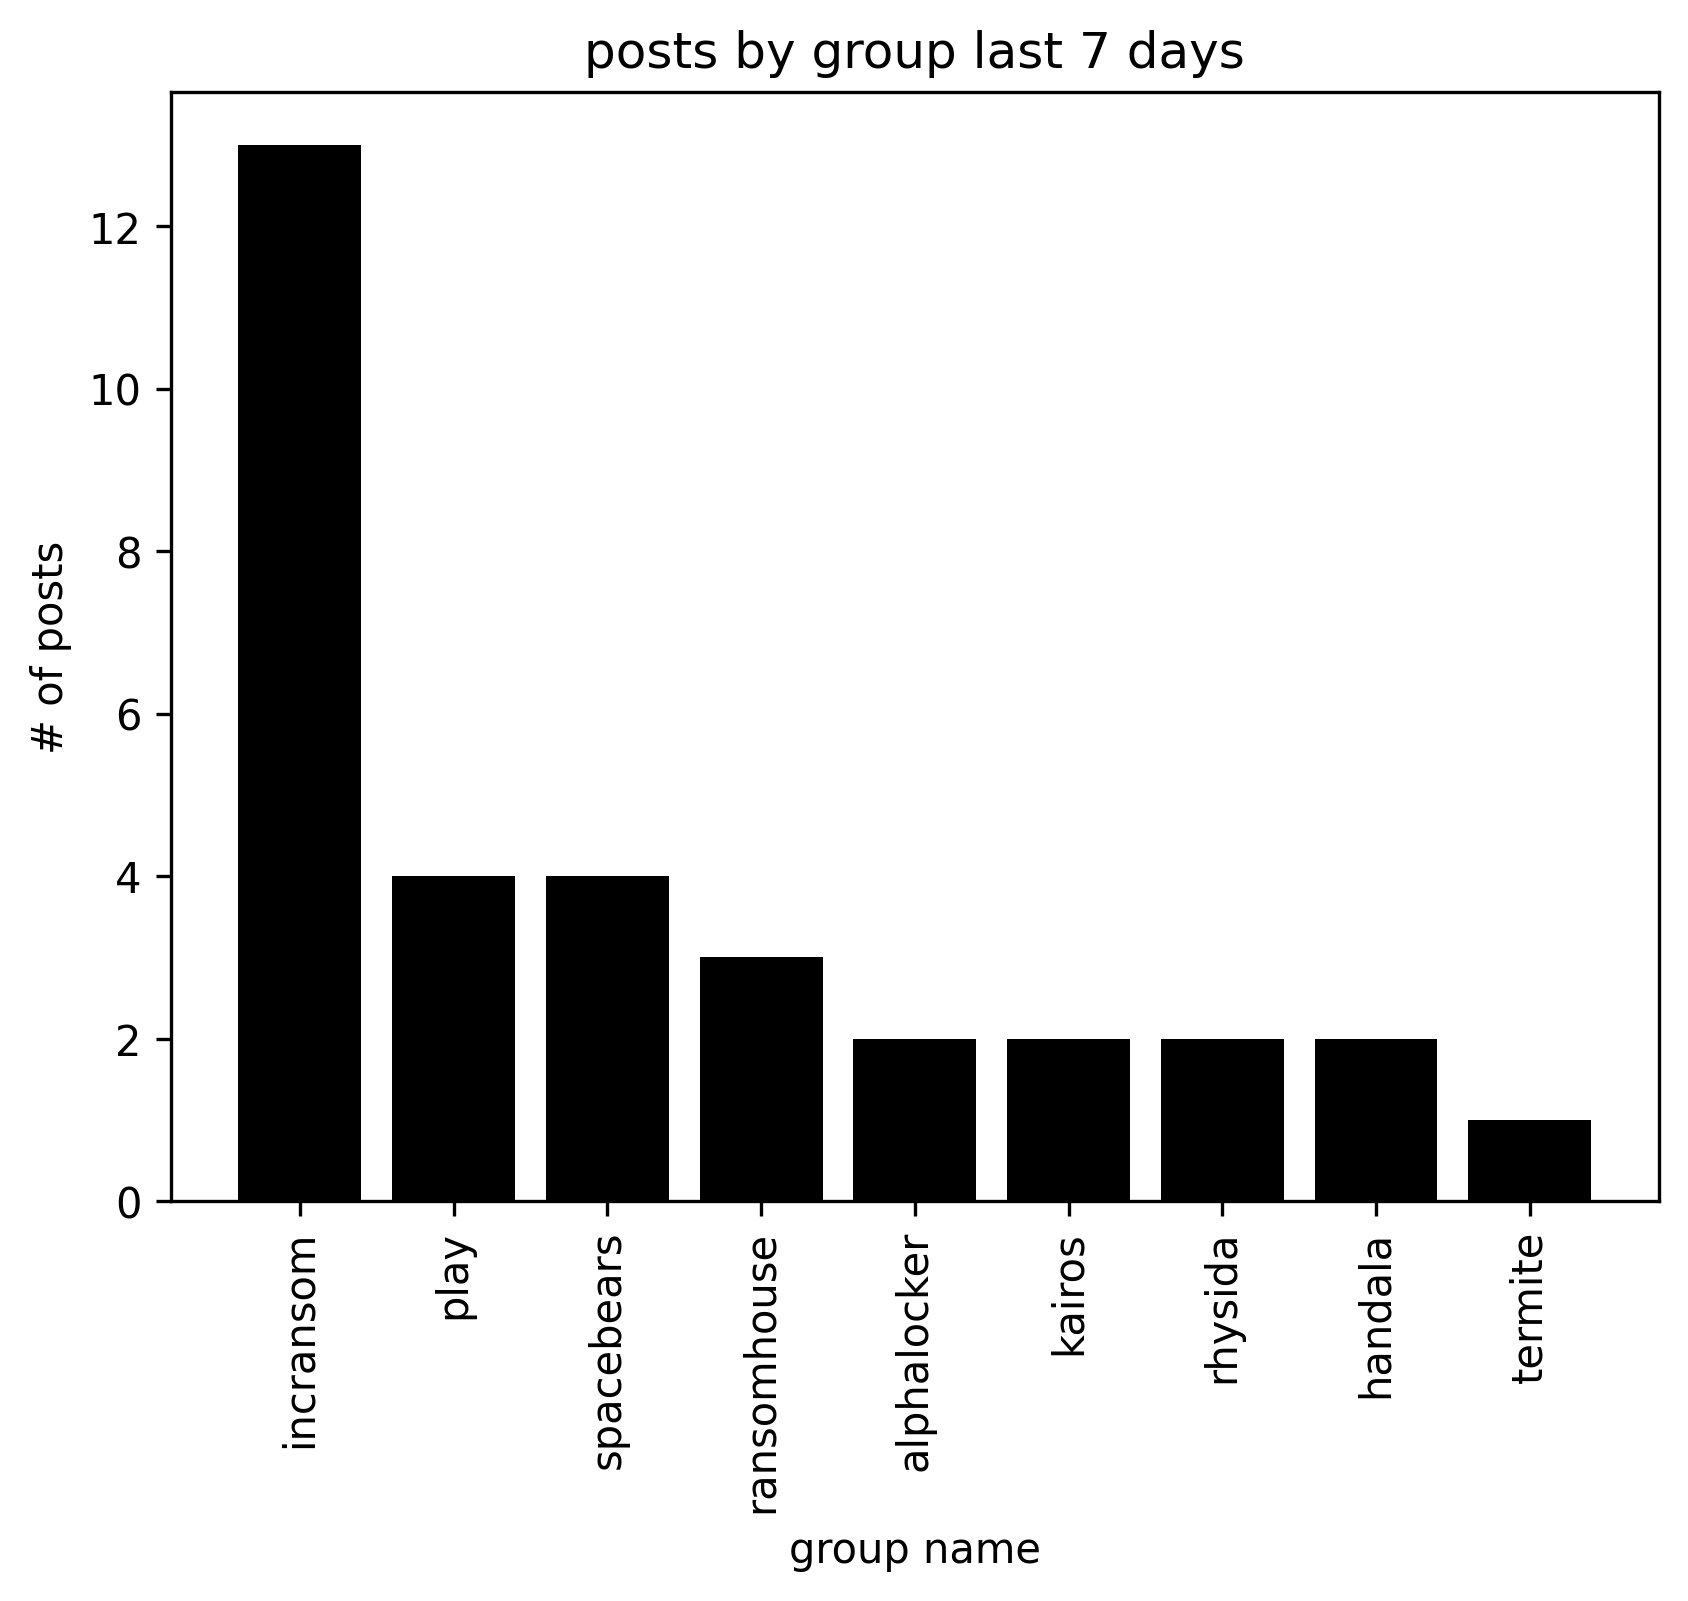 posts by group last 7 days
# of posts
12
10
8
6
4
2
0
incransom
play
spacebears
ransomhouse
alphalocker
kairos
rhysida
handala
termite
group name